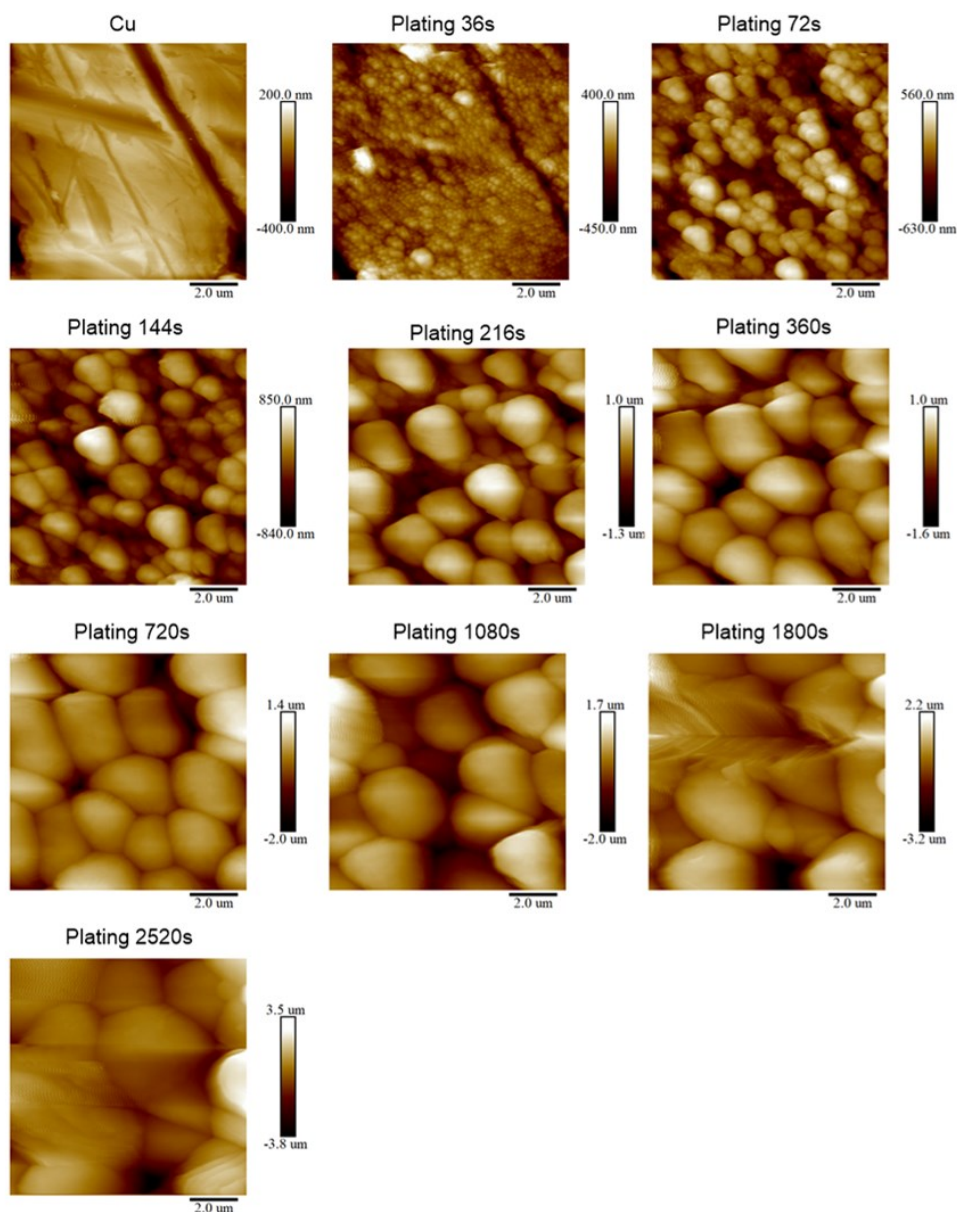 Cu
Plating 36s
Plating 72s
200.0 nm
400.0 nm
560.0 nm
-400.0 nm
-450.0 nm
-630.0 nm
2.0 um
2.0 um
2.0 um
Plating 144s
Plating 216s
Plating 360s
850.0 nm
1.0 um
1.0 um
-840.0 nm
-1.3 um
-1.6 um
2.0 um
2.0 um
2.0 um
Plating 720s
Plating 1080s
Plating 1800s
1.4 um
1.7 um
2.2 um
-2.0 um
-2.0 um
-3.2 um
2.0 um
2.0 um
2.0 um
Plating 2520s
3.5 um
-3.8 um
2.0 um